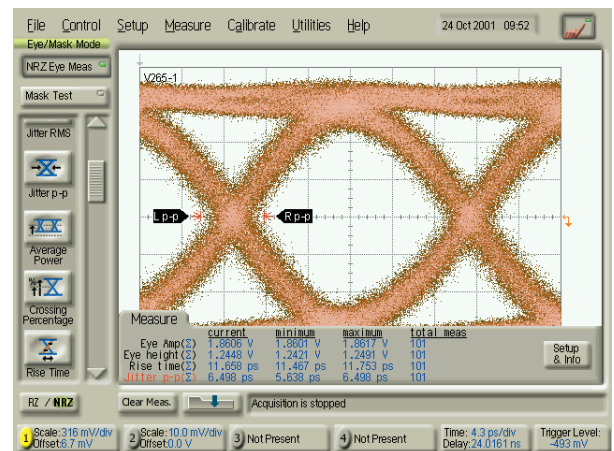 File Control Setup Measure Calibrate Utilities Help 24 Oct 2001 09:52
Eye/Mask Mode
NRZ Eye Meas
Mask Test
Jitter RMS
Jitter p-p
Average
Power
Crossing
Percentage
Rise Time
V265-1
L p-p
R p-p
Measure
current minimum maximum total meas
Eye Amp(Σ) 1.8606 V 1.8601 V 1.8617 V 101
Eye height(Σ) 1.2448 V 1.2421 V 1.2491 V 101
Rise time(Σ) 11.658 ps 11.467 ps 11.753 ps 101
Jitter p-p(Σ) 6.498 ps 5.638 ps 6.498 ps 101
Setup
& Info
RZ / NRZ
Clear Meas.
Acquisition is stopped
1 Scale:316 mV/div
Offset:6.7 mV
2 Scale:10.0 mV/div
Offset:0.0 V
3 Not Present
4 Not Present
Time: 4.3 ps/div
Delay:24.0161 ns
Trigger Level:
-493 mV